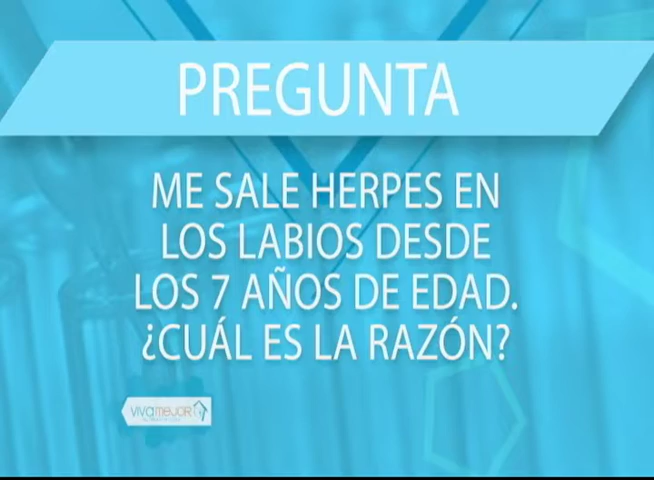 PREGUNTA
ME SALE HERPES EN
LOS LABIOS DESDE
LOS 7 AÑOS DE EDAD.
¿CUÁL ES LA RAZÓN?
vivamejor